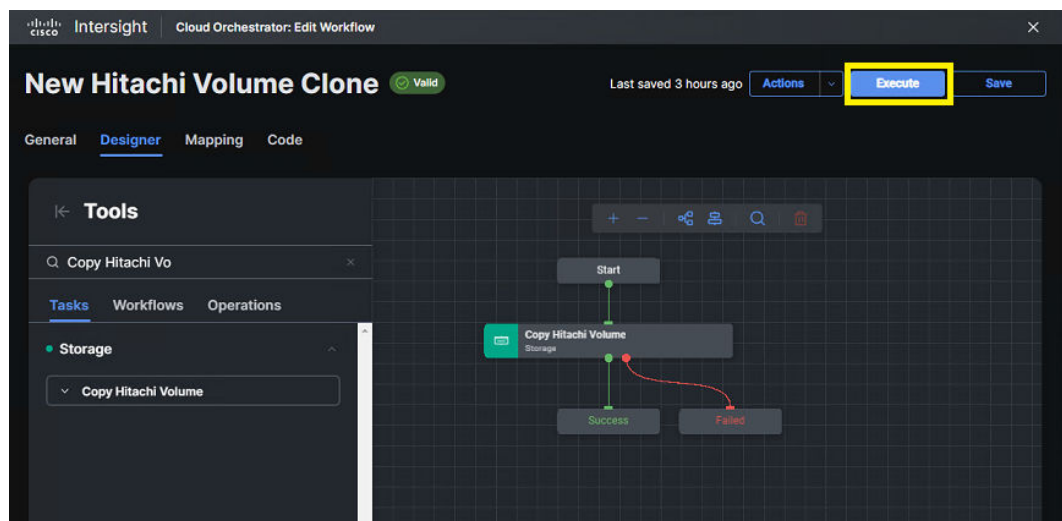 cisco Intersight Cloud Orchestrator: Edit Workflow
New Hitachi Volume Clone Valid Last saved 3 hours ago Actions Execute Save
General Designer Mapping Code
Tools
Copy Hitachi Vo
Tasks Workflows Operations
Storage
Copy Hitachi Volume
Start
Copy Hitachi Volume
Storage
Success Failed